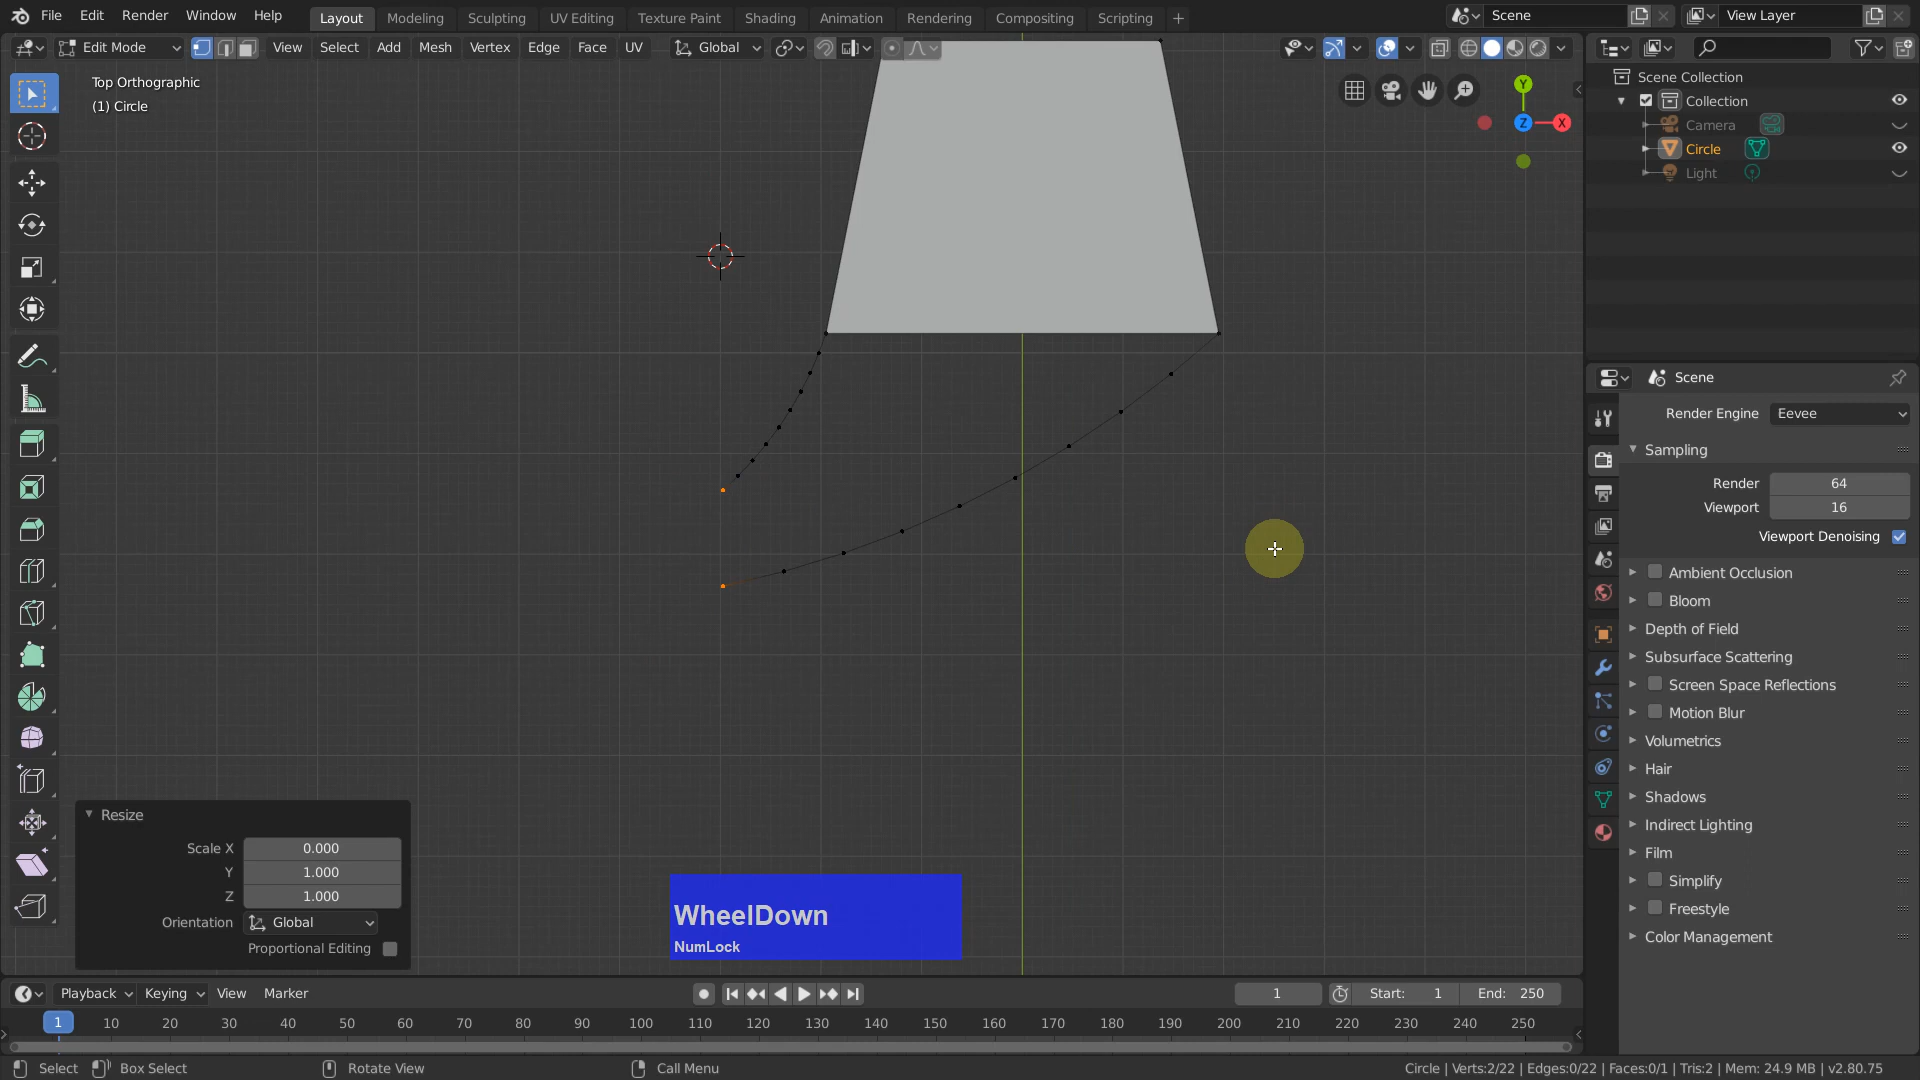 File Edit Render Window Help Layout Modeling Sculpting UV Editing Texture Paint Shading Animation Rendering Compositing Scripting + Scene View Layer
Edit Mode View Select Add Mesh Vertex Edge Face UV Global
Top Orthographic
(1) Circle
Y
Z
X
Scene Collection
Collection
Camera
Circle
Light
Scene
Render Engine Eevee
Sampling
Render 64
Viewport 16
Viewport Denoising
Ambient Occlusion
Bloom
Depth of Field
Subsurface Scattering
Screen Space Reflections
Motion Blur
Volumetrics
Hair
Shadows
Indirect Lighting
Film
Simplify
Freestyle
Color Management
Resize
Scale X 0.000
Y 1.000
Z 1.000
Orientation Global
Proportional Editing
WheelDown
NumLock
Playback Keying View Marker 1 Start: 1 End: 250
1 10 20 30 40 50 60 70 80 90 100 110 120 130 140 150 160 170 180 190 200 210 220 230 240 250
Select Box Select Rotate View Call Menu Circle | Verts:2/22 | Edges:0/22 | Faces:0/1 | Tris:2 | Mem: 24.9 MB | v2.80.75